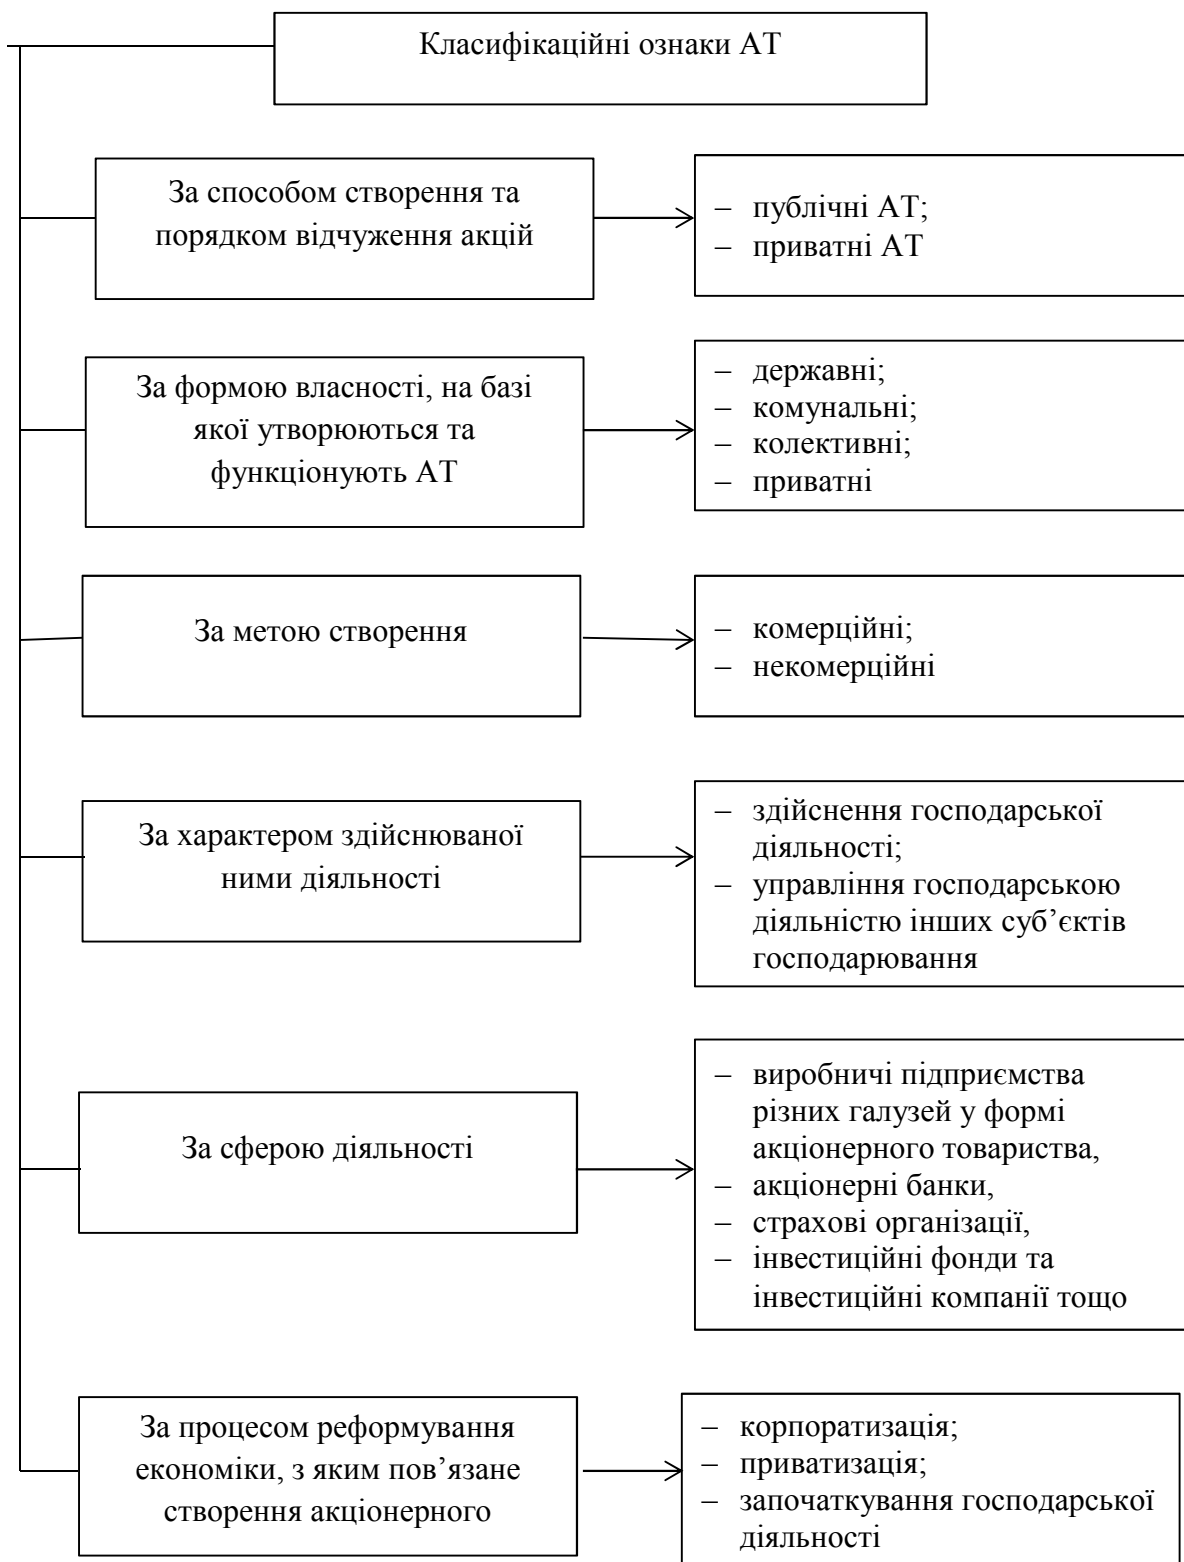 Класифікаційні ознаки АТ
За способом створення та
порядком відчуження акцій
– публічні АТ;
– приватні АТ
За формою власності, на базі
якої утворюються та
функціонують АТ
– державні;
– комунальні;
– колективні;
– приватні
За метою створення
– комерційні;
– некомерційні
За характером здійснюваної
ними діяльності
– здійснення господарської
діяльності;
– управління господарською
діяльністю інших суб’єктів
господарювання
За сферою діяльності
– виробничі підприємства
різних галузей у формі
акціонерного товариства,
– акціонерні банки,
– страхові організації,
– інвестиційні фонди та
інвестиційні компанії тощо
За процесом реформування
економіки, з яким пов’язане
створення акціонерного
– корпоратизація;
– приватизація;
– започаткування господарської
діяльності